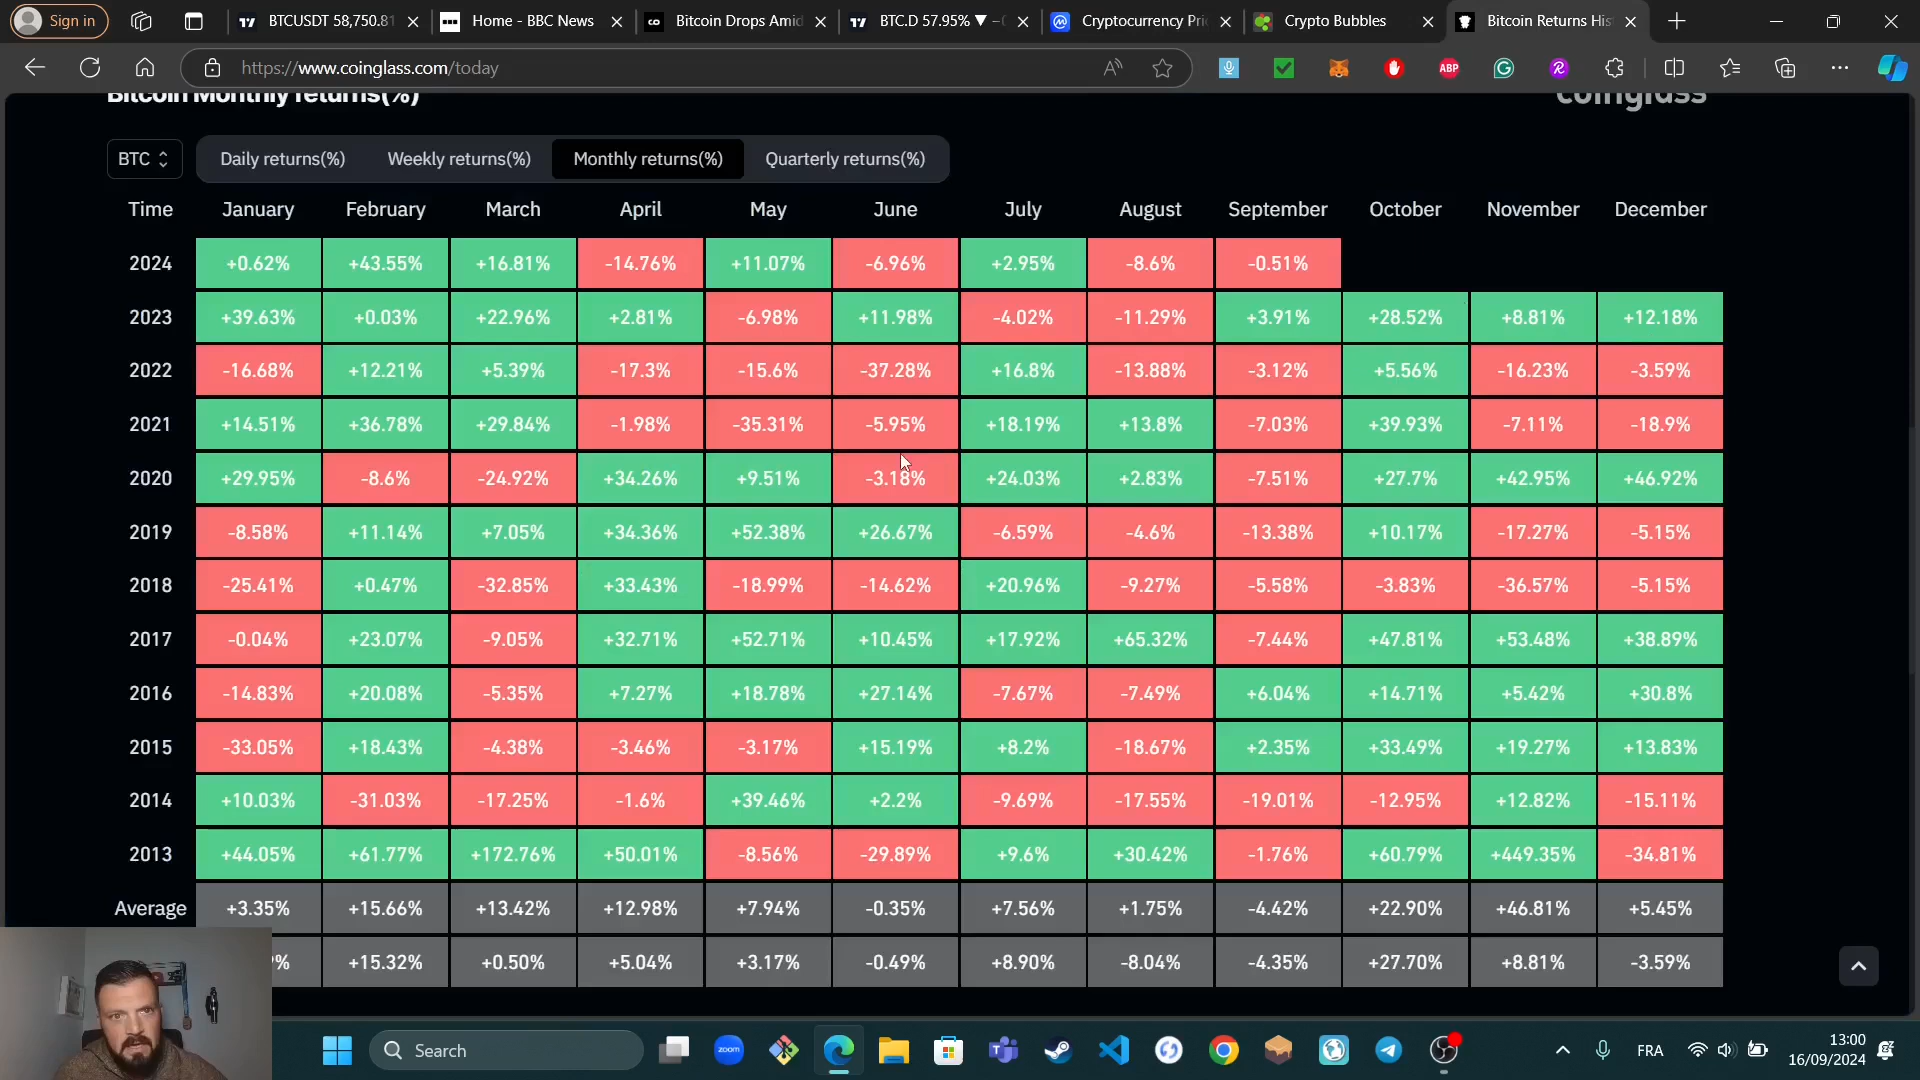 Sign in
BTCUSDT 58,750.81
Home - BBC News
Bitcoin Drops Amid
BTC.D 57.95% ▼
Cryptocurrency Pri
Crypto Bubbles
Bitcoin Returns His
https://www.coinglass.com/today
Bitcoin Monthly returns(%)
coinglass
BTC
Daily returns(%) Weekly returns(%) Monthly returns(%) Quarterly returns(%)
Time January February March April May June July August September October November December
2024 +0.62% +43.55% +16.81% -14.76% +11.07% -6.96% +2.95% -8.6% -0.51%
2023 +39.63% +0.03% +22.96% +2.81% -6.98% +11.98% -4.02% -11.29% +3.91% +28.52% +8.81% +12.18%
2022 -16.68% +12.21% +5.39% -17.3% -15.6% -37.28% +16.8% -13.88% -3.12% +5.56% -16.23% -3.59%
2021 +14.51% +36.78% +29.84% -1.98% -35.31% -5.95% +18.19% +13.8% -7.03% +39.93% -7.11% -18.9%
2020 +29.95% -8.6% -24.92% +34.26% +9.51% -3.18% +24.03% +2.83% -7.51% +27.7% +42.95% +46.92%
2019 -8.58% +11.14% +7.05% +34.36% +52.38% +26.67% -6.59% -4.6% -13.38% +10.17% -17.27% -5.15%
2018 -25.41% +0.47% -32.85% +33.43% -18.99% -14.62% +20.96% -9.27% -5.58% -3.83% -36.57% -5.15%
2017 -0.04% +23.07% -9.05% +32.71% +52.71% +10.45% +17.92% +65.32% -7.44% +47.81% +53.48% +38.89%
2016 -14.83% +20.08% -5.35% +7.27% +18.78% +27.14% -7.67% -7.49% +6.04% +14.71% +5.42% +30.8%
2015 -33.05% +18.43% -4.38% -3.46% -3.17% +15.19% +8.2% -18.67% +2.35% +33.49% +19.27% +13.83%
2014 +10.03% -31.03% -17.25% -1.6% +39.46% +2.2% -9.69% -17.55% -19.01% -12.95% +12.82% -15.11%
2013 +44.05% +61.77% +172.76% +50.01% -8.56% -29.89% +9.6% +30.42% -1.76% +60.79% +449.35% -34.81%
Average +3.35% +15.66% +13.42% +12.98% +7.94% -0.35% +7.56% +1.75% -4.42% +22.90% +46.81% +5.45%
% +15.32% +0.50% +5.04% +3.17% -0.49% +8.90% -8.04% -4.35% +27.70% +8.81% -3.59%
Search
zoom
FRA
13:00
16/09/2024
ABP